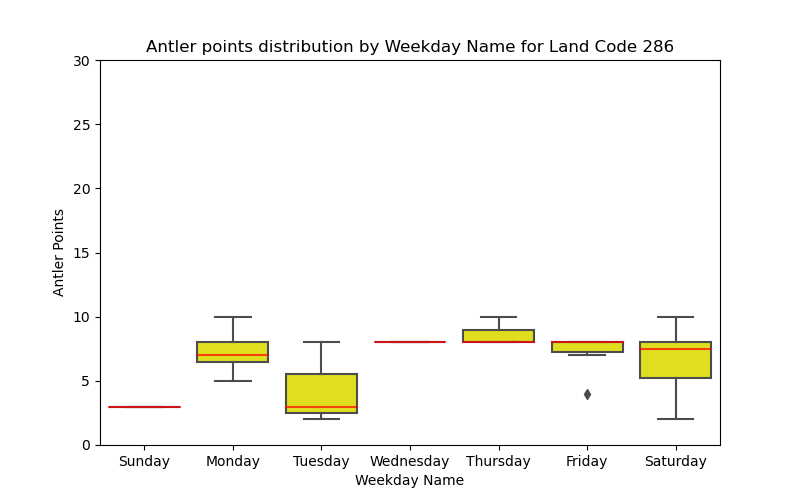 Antler points distribution by Weekday Name for Land Code 286
30
25
20
15
10
5
0
Antler Points
Sunday Monday Tuesday Wednesday Thursday Friday Saturday
Weekday Name